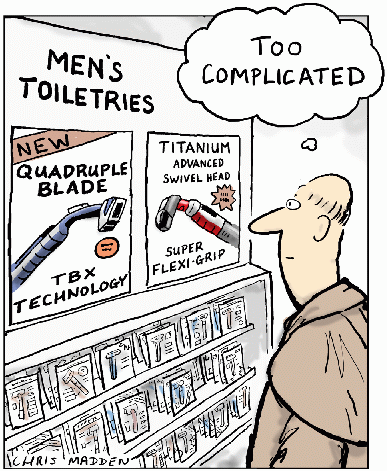 TOO
COMPLICATED
MEN'S
TOILETRIES
NEW
QUADRUPLE
BLADE
TBX
TECHNOLOGY
TITANIUM
ADVANCED
SWIVEL HEAD
SUPER
FLEXI-GRIP
CHRIS MADDEN